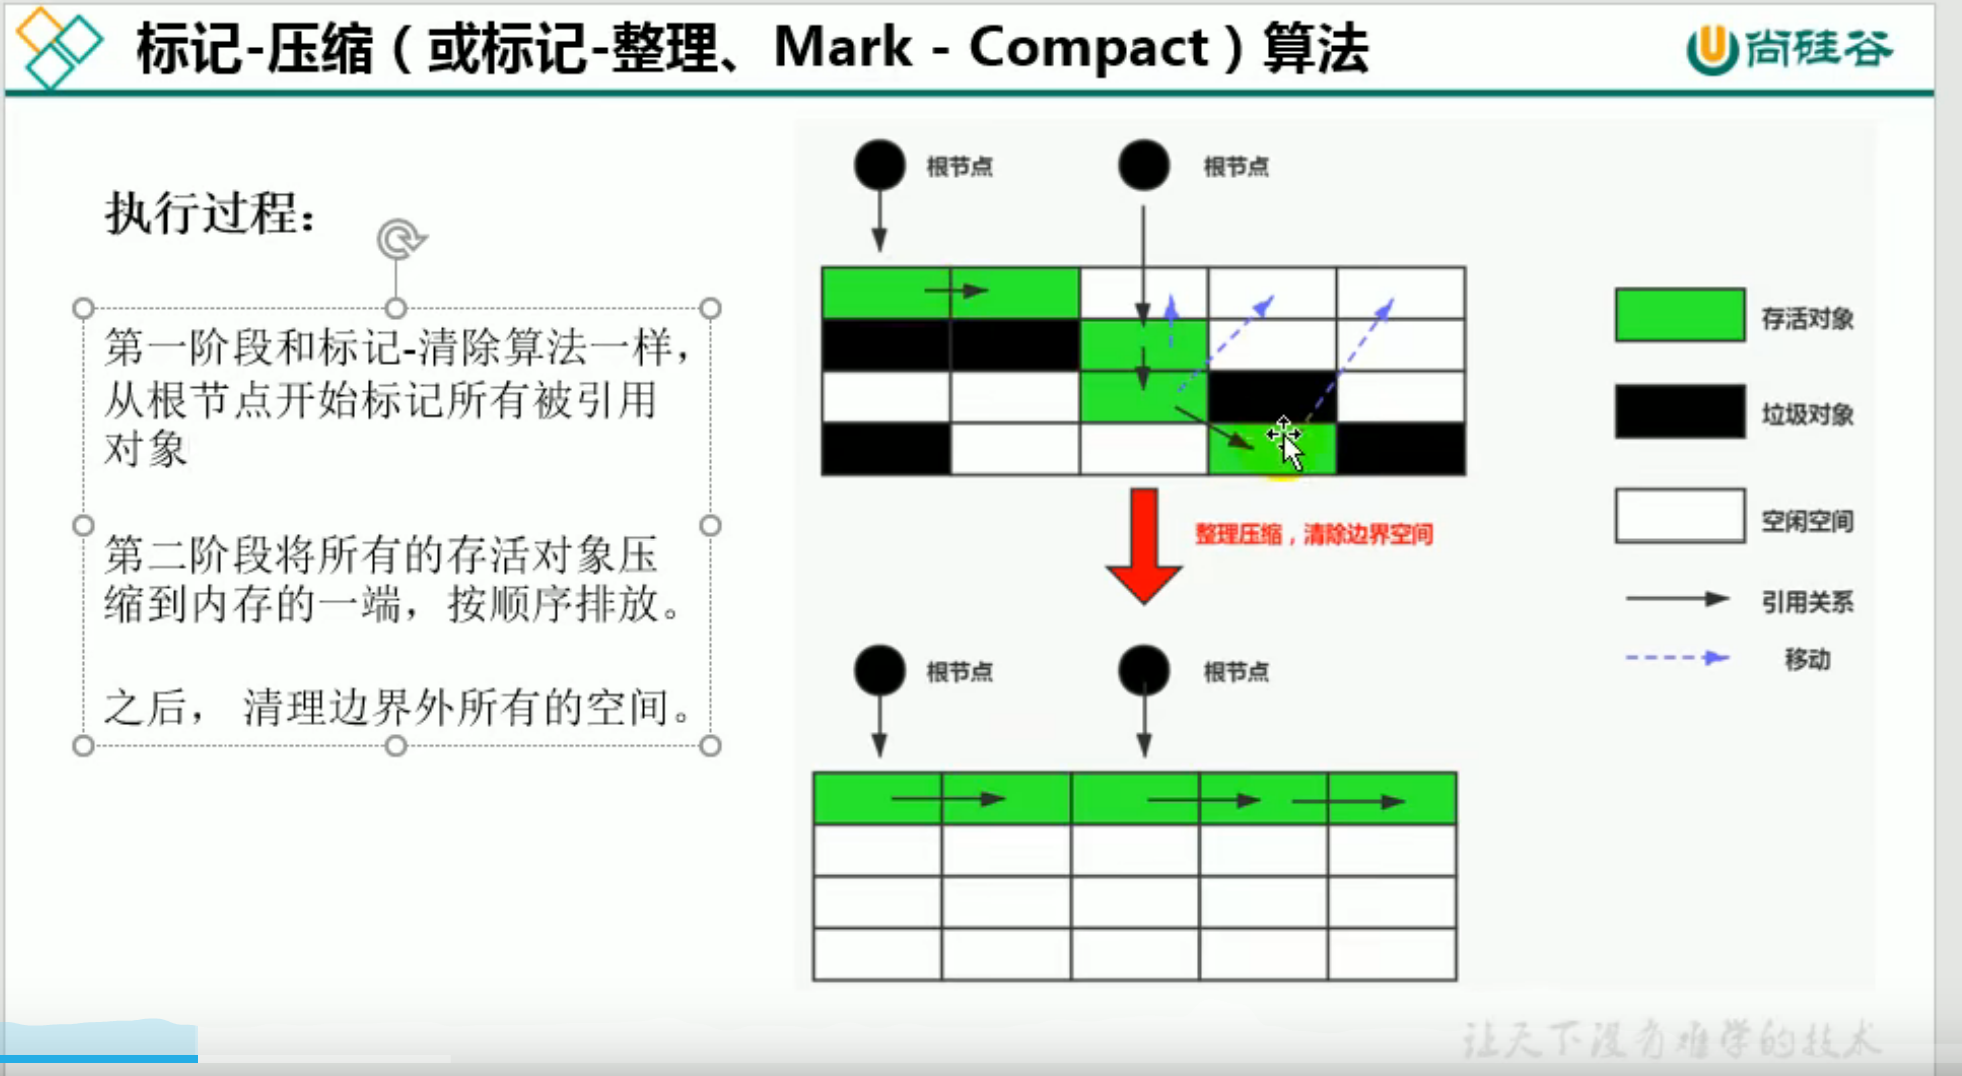 标记-压缩（或标记-整理、Mark - Compact）算法
尚硅谷
执行过程：
第一阶段和标记-清除算法一样，
从根节点开始标记所有被引用
对象
第二阶段将所有的存活对象压
缩到内存的一端，按顺序排放。
之后， 清理边界外所有的空间。
根节点
根节点
存活对象
垃圾对象
空闲空间
引用关系
移动
整理压缩，清除边界空间
根节点
根节点
让天下没有难学的技术